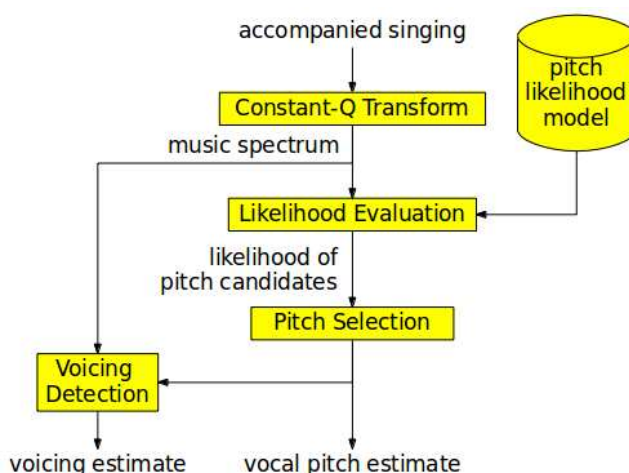 accompanied singing
pitch
likelihood
model
Constant-Q Transform
music spectrum
Likelihood Evaluation
likelihood of
pitch candidates
Pitch Selection
Voicing
Detection
voicing estimate
vocal pitch estimate